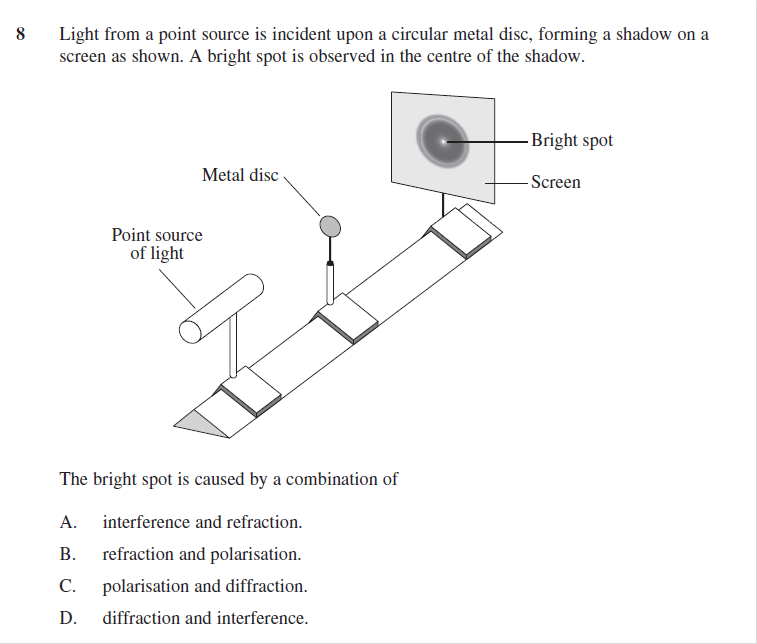 8 Light from a point source is incident upon a circular metal disc, forming a shadow on a
screen as shown. A bright spot is observed in the centre of the shadow.
Bright spot
Metal disc
Screen
Point source
of light
The bright spot is caused by a combination of
A. interference and refraction.
B. refraction and polarisation.
C. polarisation and diffraction.
D. diffraction and interference.